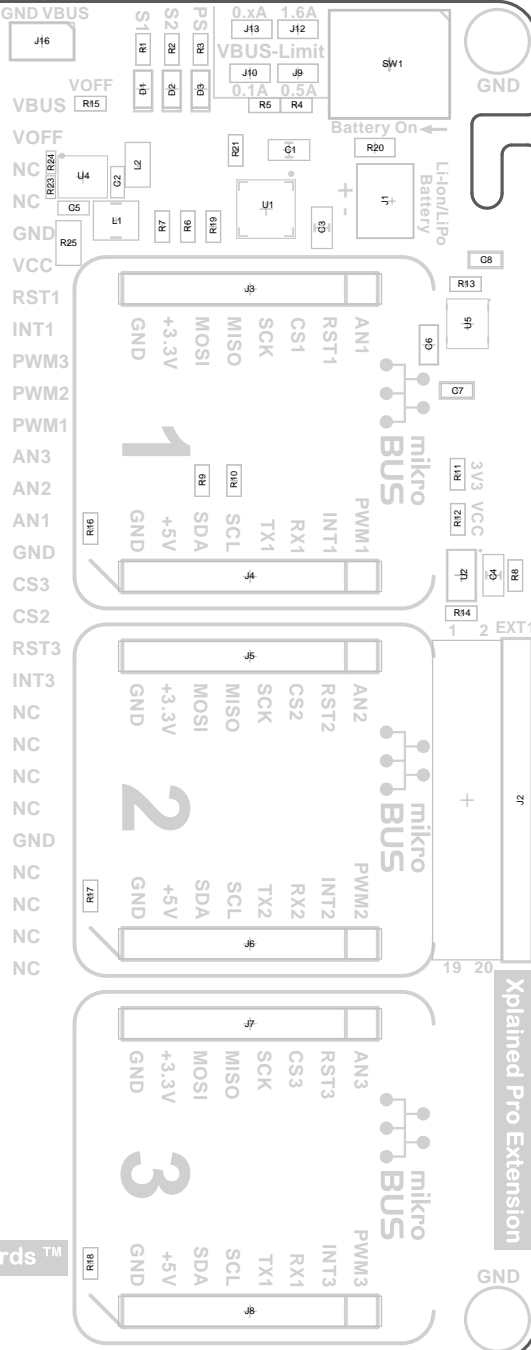 GND VBUS
J16
S1
S2
PS
R1
R2
R3
D1
D2
D3
0.xA 1.6A
J13 J12
VBUS-Limit
J10 J9
0.1A 0.5A
R5 R4
SW1
GND
Battery On
VOFF
R15
R21
C1
R20
R24
R23
U4
C2
L2
C5
L1
R25
R7
R6
R19
U1
C3
+
-
J1
Li-Ion/LiPo
Battery
C8
R13
U5
C6
C7
VBUS
VOFF
NC
NC
GND
VCC
RST1
INT1
PWM3
PWM2
PWM1
AN3
AN2
AN1
GND
CS3
CS2
RST3
INT3
NC
NC
NC
NC
GND
NC
NC
NC
NC
J3
GND
+3.3V
MOSI
MISO
SCK
CS1
RST1
AN1
1
mikro
BUS
R9
R10
R16
GND
+5V
SDA
SCL
TX1
RX1
INT1
PWM1
J4
R11
3V3
R12
VCC
U2
C4
R8
R14
1 2 EXT1
J5
GND
+3.3V
MOSI
MISO
SCK
CS2
RST2
AN2
2
mikro
BUS
R17
GND
+5V
SDA
SCL
TX2
RX2
INT2
PWM2
J6
J2
19 20
Xplained Pro Extension
J7
GND
+3.3V
MOSI
MISO
SCK
CS3
RST3
AN3
3
mikro
BUS
R18
GND
+5V
SDA
SCL
TX1
RX1
INT3
PWM3
J8
rds ™
GND